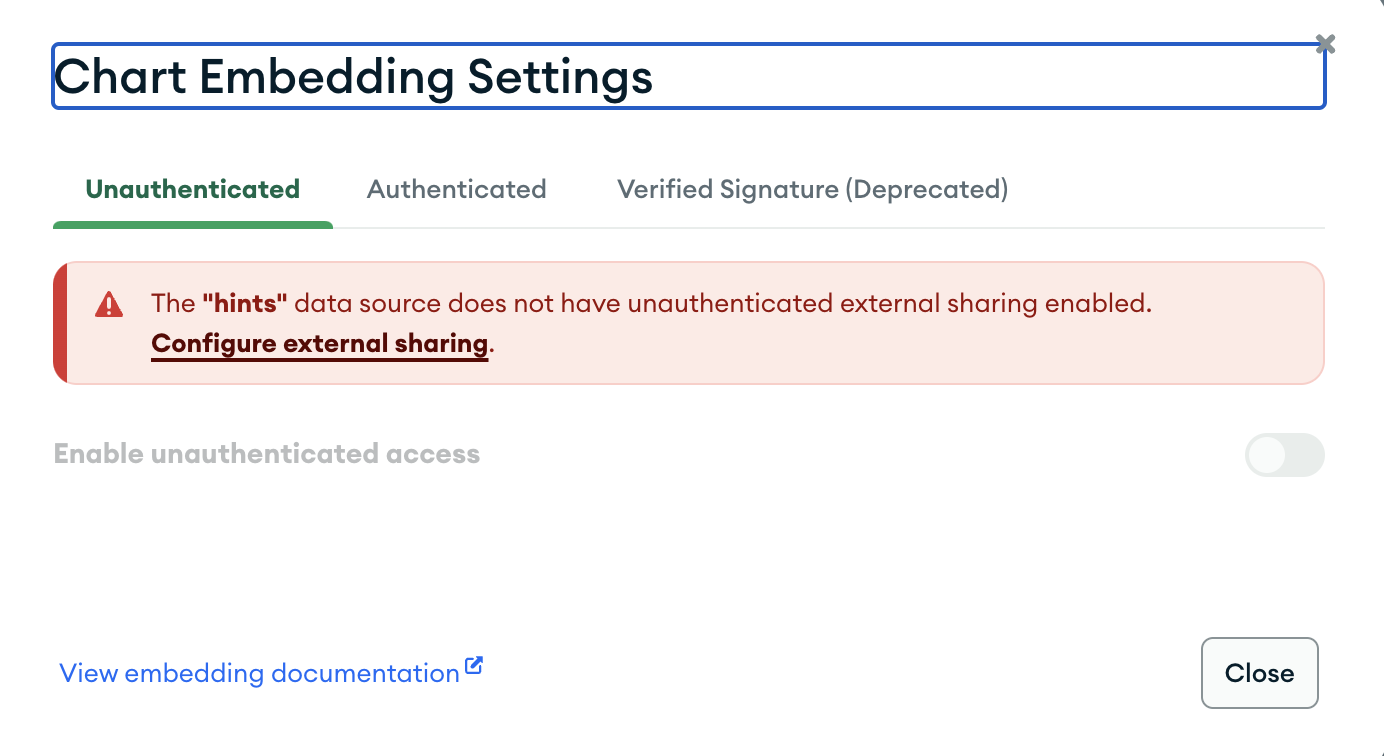 Chart Embedding Settings
Unauthenticated Authenticated Verified Signature (Deprecated)
The "hints" data source does not have unauthenticated external sharing enabled.
Configure external sharing.
Enable unauthenticated access
View embedding documentation
Close